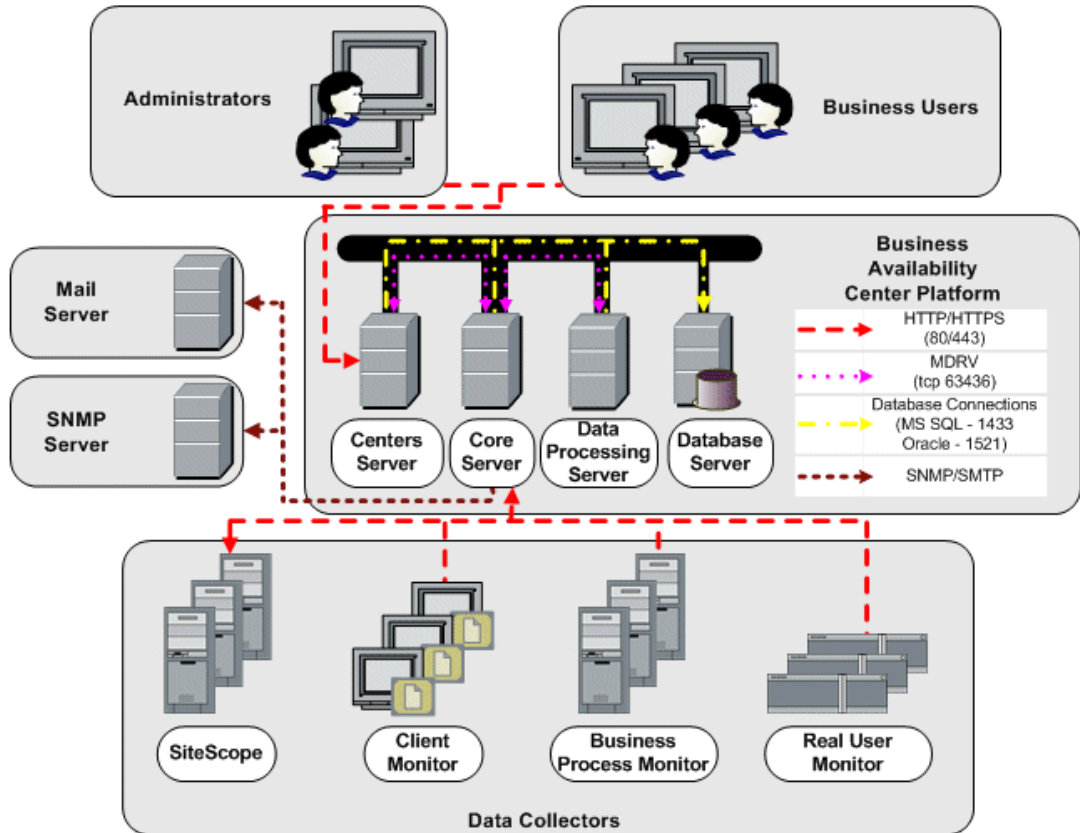 Administrators
Business Users
Mail
Server
SNMP
Server
Business
Availability
Center Platform
HTTP/HTTPS
(80/443)
MDRV
(tcp 63436)
Database Connections
(MS SQL - 1433
Oracle - 1521)
SNMP/SMTP
Centers
Server
Core
Server
Data
Processing
Server
Database
Server
SiteScope
Client
Monitor
Business
Process Monitor
Real User
Monitor
Data Collectors